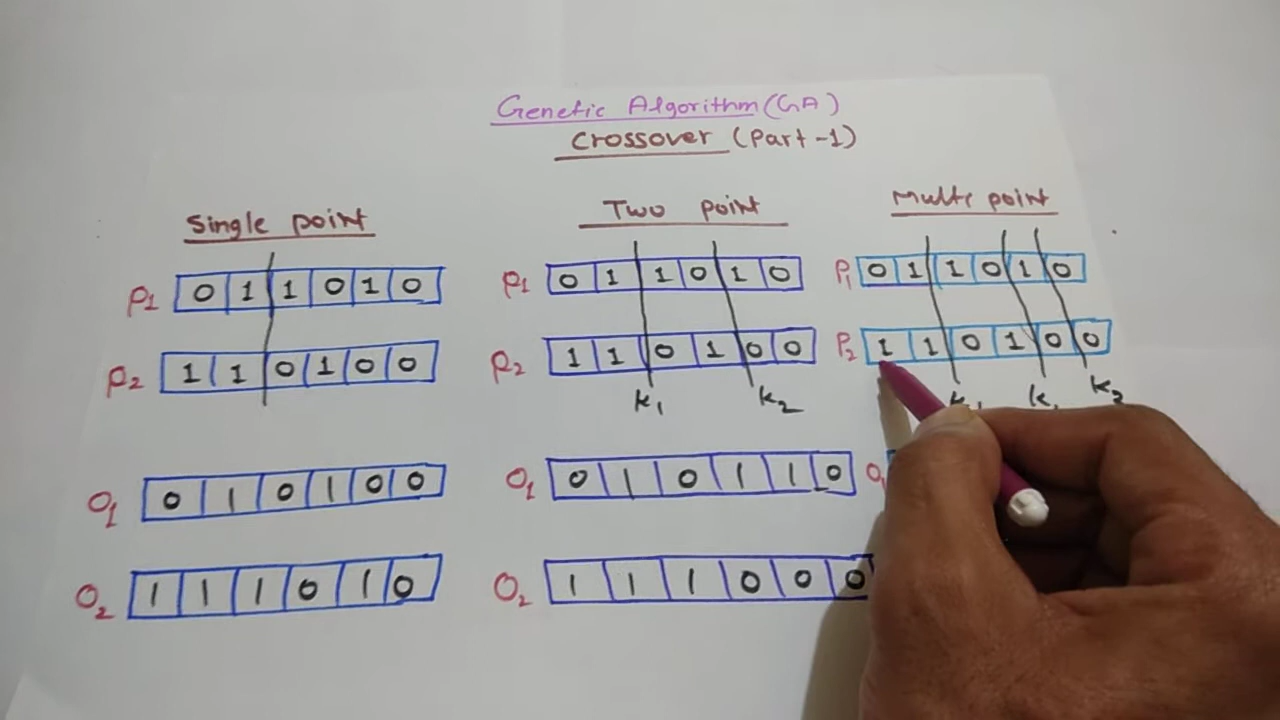 Genetic Algorithm (GA)
Crossover (Part-1)
Single point
P1 0 1 1 0 1 0
P2 1 1 0 1 0 0
O1 0 1 0 1 0 0
O2 1 1 1 0 1 0
Two point
P1 0 1 1 0 1 0
P2 1 1 0 1 0 0
K1 K2
O1 0 1 0 1 1 0
O2 1 1 1 0 0 0
Multi point
P1 0 1 1 0 1 0
P2 1 1 0 1 0 0
K1 K
O1